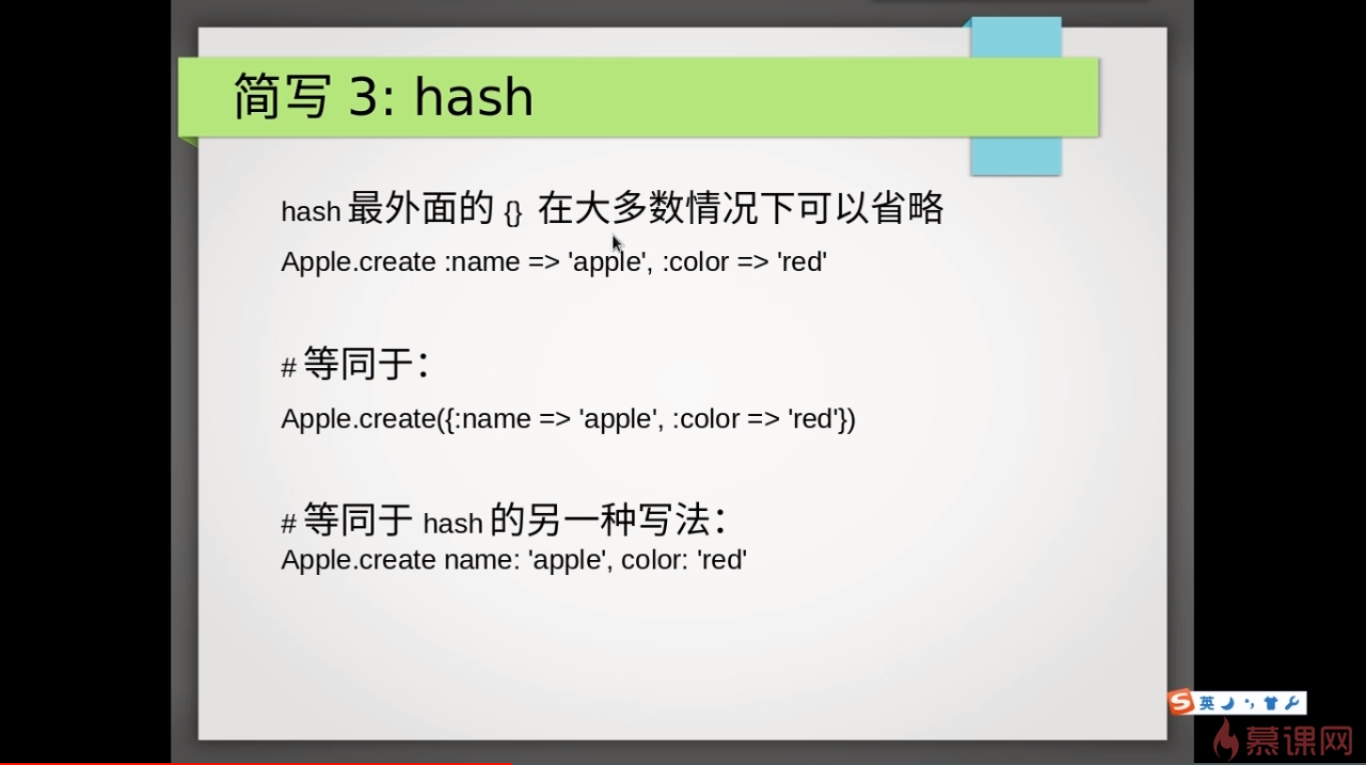 简写 3: hash
hash 最外面的 {} 在大多数情况下可以省略
Apple.create :name => 'apple', :color => 'red'
# 等同于：
Apple.create({:name => 'apple', :color => 'red'})
# 等同于 hash 的另一种写法：
Apple.create name: 'apple', color: 'red'
S 英
慕课网